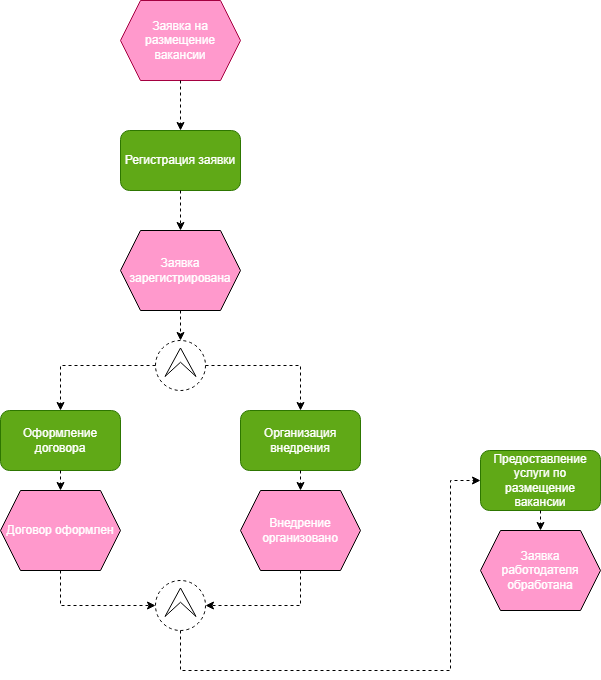 Заявка на
размещение
вакансии
Регистрация заявки
Заявка
зарегистрирована
Оформление
договора
Организация
внедрения
Предоставление
услуги по
размещение
вакансии
Договор оформлен
Внедрение
организовано
Заявка
работодателя
обработана